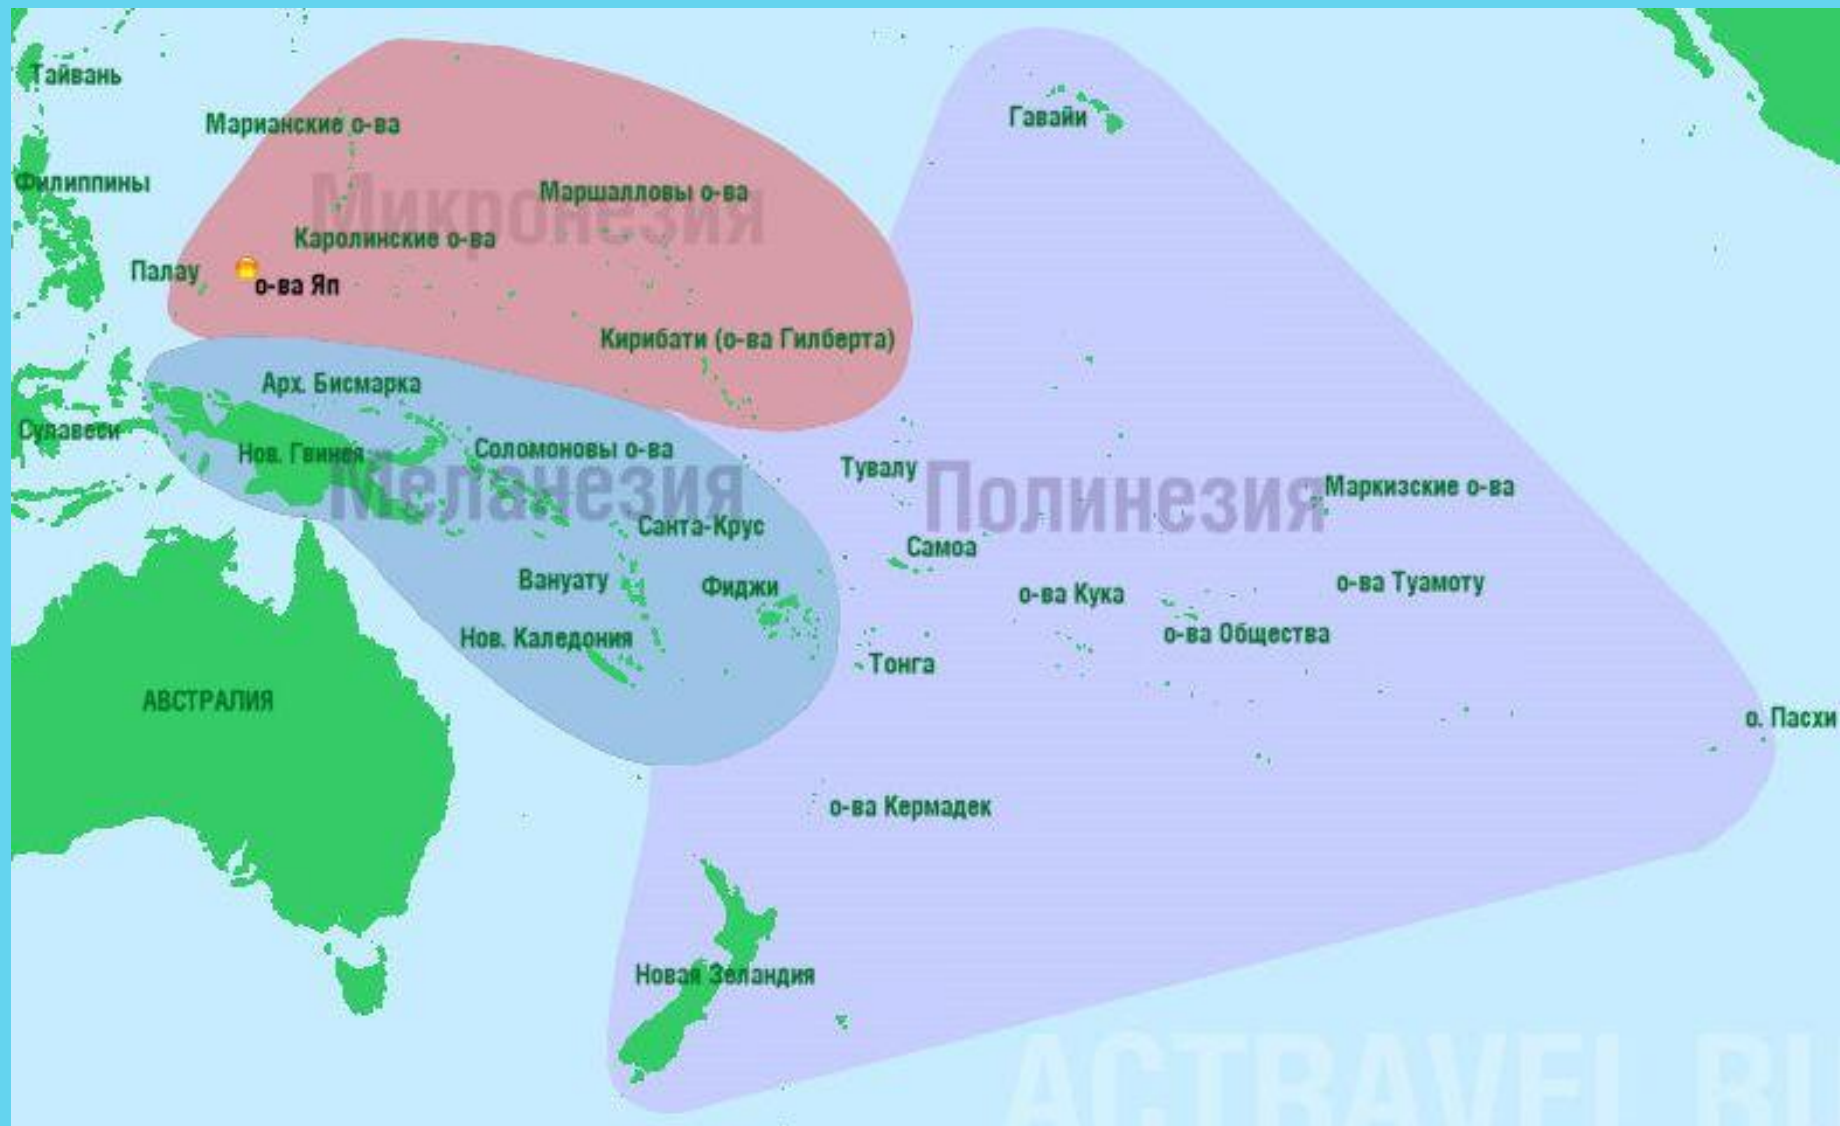 Тайвань
Гавайи
Марианские о-ва
Филиппины
Маршалловы о-ва
Микронезия
Каролинские о-ва
Палау
о-ва Яп
Кирибати (о-ва Гилберта)
Арх. Бисмарка
Сулавеси
Нов. Гвинея
Соломоновы о-ва
Тувалу
Меланезия
Полинезия
Маркизские о-ва
Санта-Крус
Самоа
Вануату
Фиджи
о-ва Кука
о-ва Туамоту
Нов. Каледония
о-ва Общества
Тонга
АВСТРАЛИЯ
о. Пасхи
о-ва Кермадек
Новая Зеландия
ACTRAVEL.RU